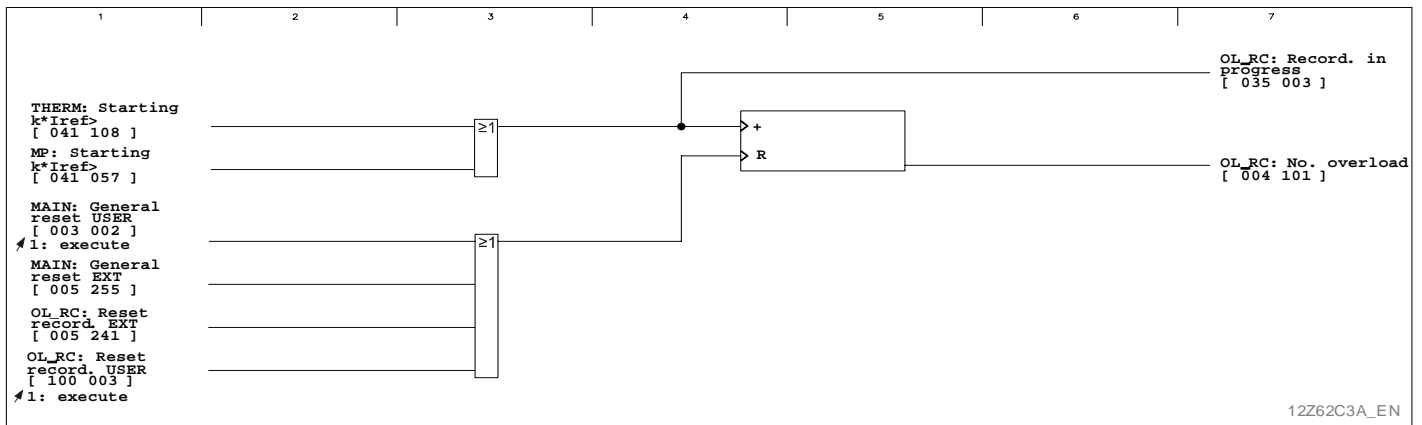 1 2 3 4 5 6 7
OL_RC: Record. in
progress
[ 035 003 ]
THERM: Starting
k*Iref>
[ 041 108 ]
≥1
+
MP: Starting
k*Iref>
[ 041 057 ]
R
OL_RC: No. overload
[ 004 101 ]
MAIN: General
reset USER
[ 003 002 ]
1: execute
≥1
MAIN: General
reset EXT
[ 005 255 ]
OL_RC: Reset
record. EXT
[ 005 241 ]
OL_RC: Reset
record. USER
[ 100 003 ]
1: execute
12Z62C3A_EN